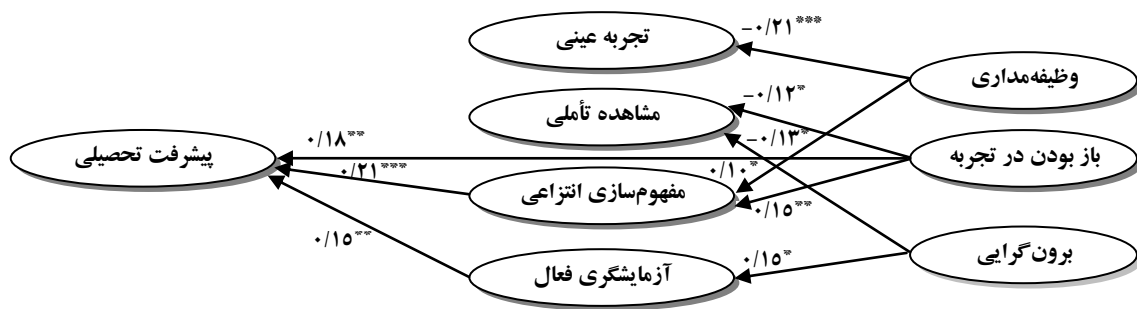 تجربه عینی
-۰/۲۱***
وظیفه‌مداری
مشاهده تأملی
-۰/۱۲*
-۰/۱۳*
باز بودن در تجربه
۰/۱۸**
پیشرفت تحصیلی
۰/۲۱***
۰/۱۰*
مفهوم‌سازی انتزاعی
۰/۱۵**
برون‌گرایی
۰/۱۵**
۰/۱۵*
آزمایشگری فعال